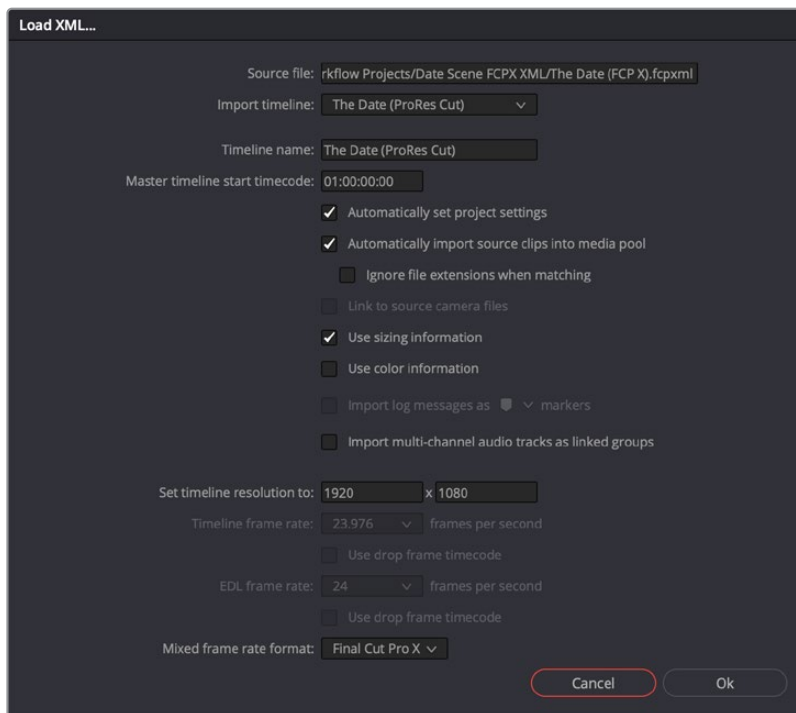 Load XML...
Source file: rkflow Projects/Date Scene FCPX XML/The Date (FCP X).fcpxml
Import timeline: The Date (ProRes Cut)
Timeline name: The Date (ProRes Cut)
Master timeline start timecode: 01:00:00:00
Automatically set project settings
Automatically import source clips into media pool
Ignore file extensions when matching
Link to source camera files
Use sizing information
Use color information
Import log messages as markers
Import multi-channel audio tracks as linked groups
Set timeline resolution to: 1920 x 1080
Timeline frame rate: 23.976 frames per second
Use drop frame timecode
EDL frame rate: 24 frames per second
Use drop frame timecode
Mixed frame rate format: Final Cut Pro X
Cancel Ok